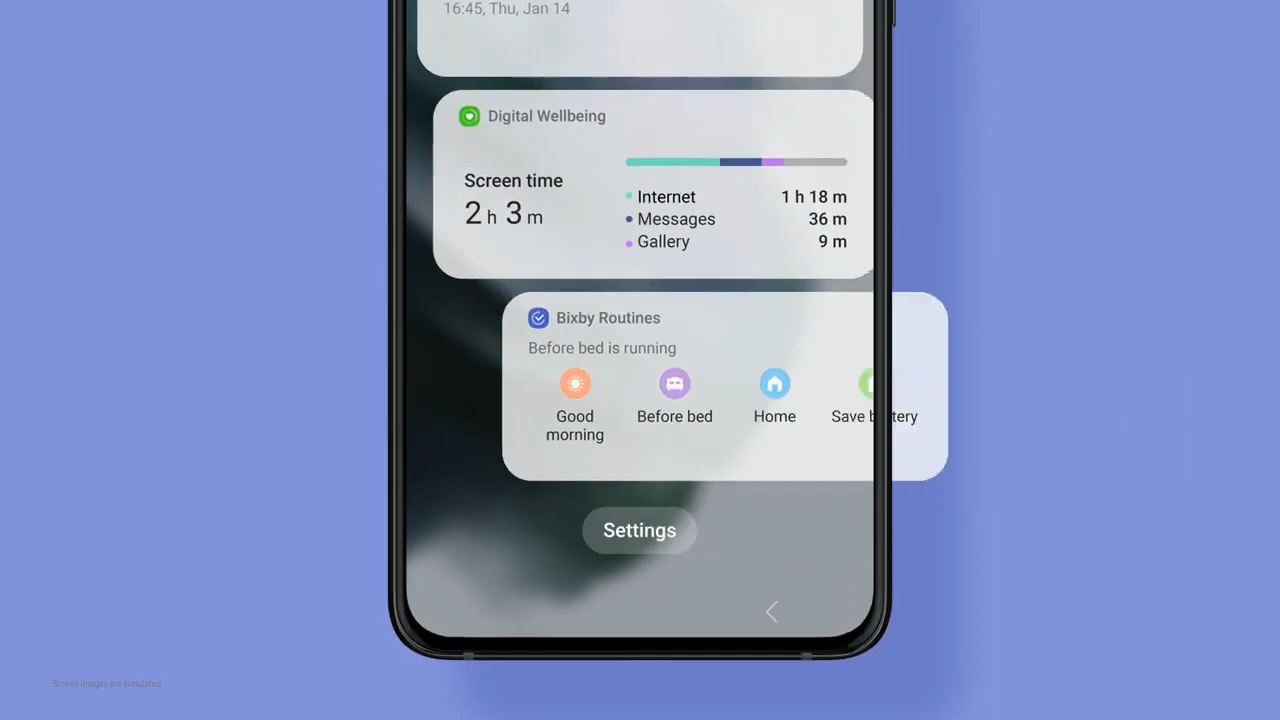 16:45, Thu, Jan 14
Digital Wellbeing
Screen time
2 h 3 m
Internet 1 h 18 m
Messages 36 m
Gallery 9 m
Bixby Routines
Before bed is running
Good morning
Before bed
Home
Save battery
Settings
Screen images are simulated.